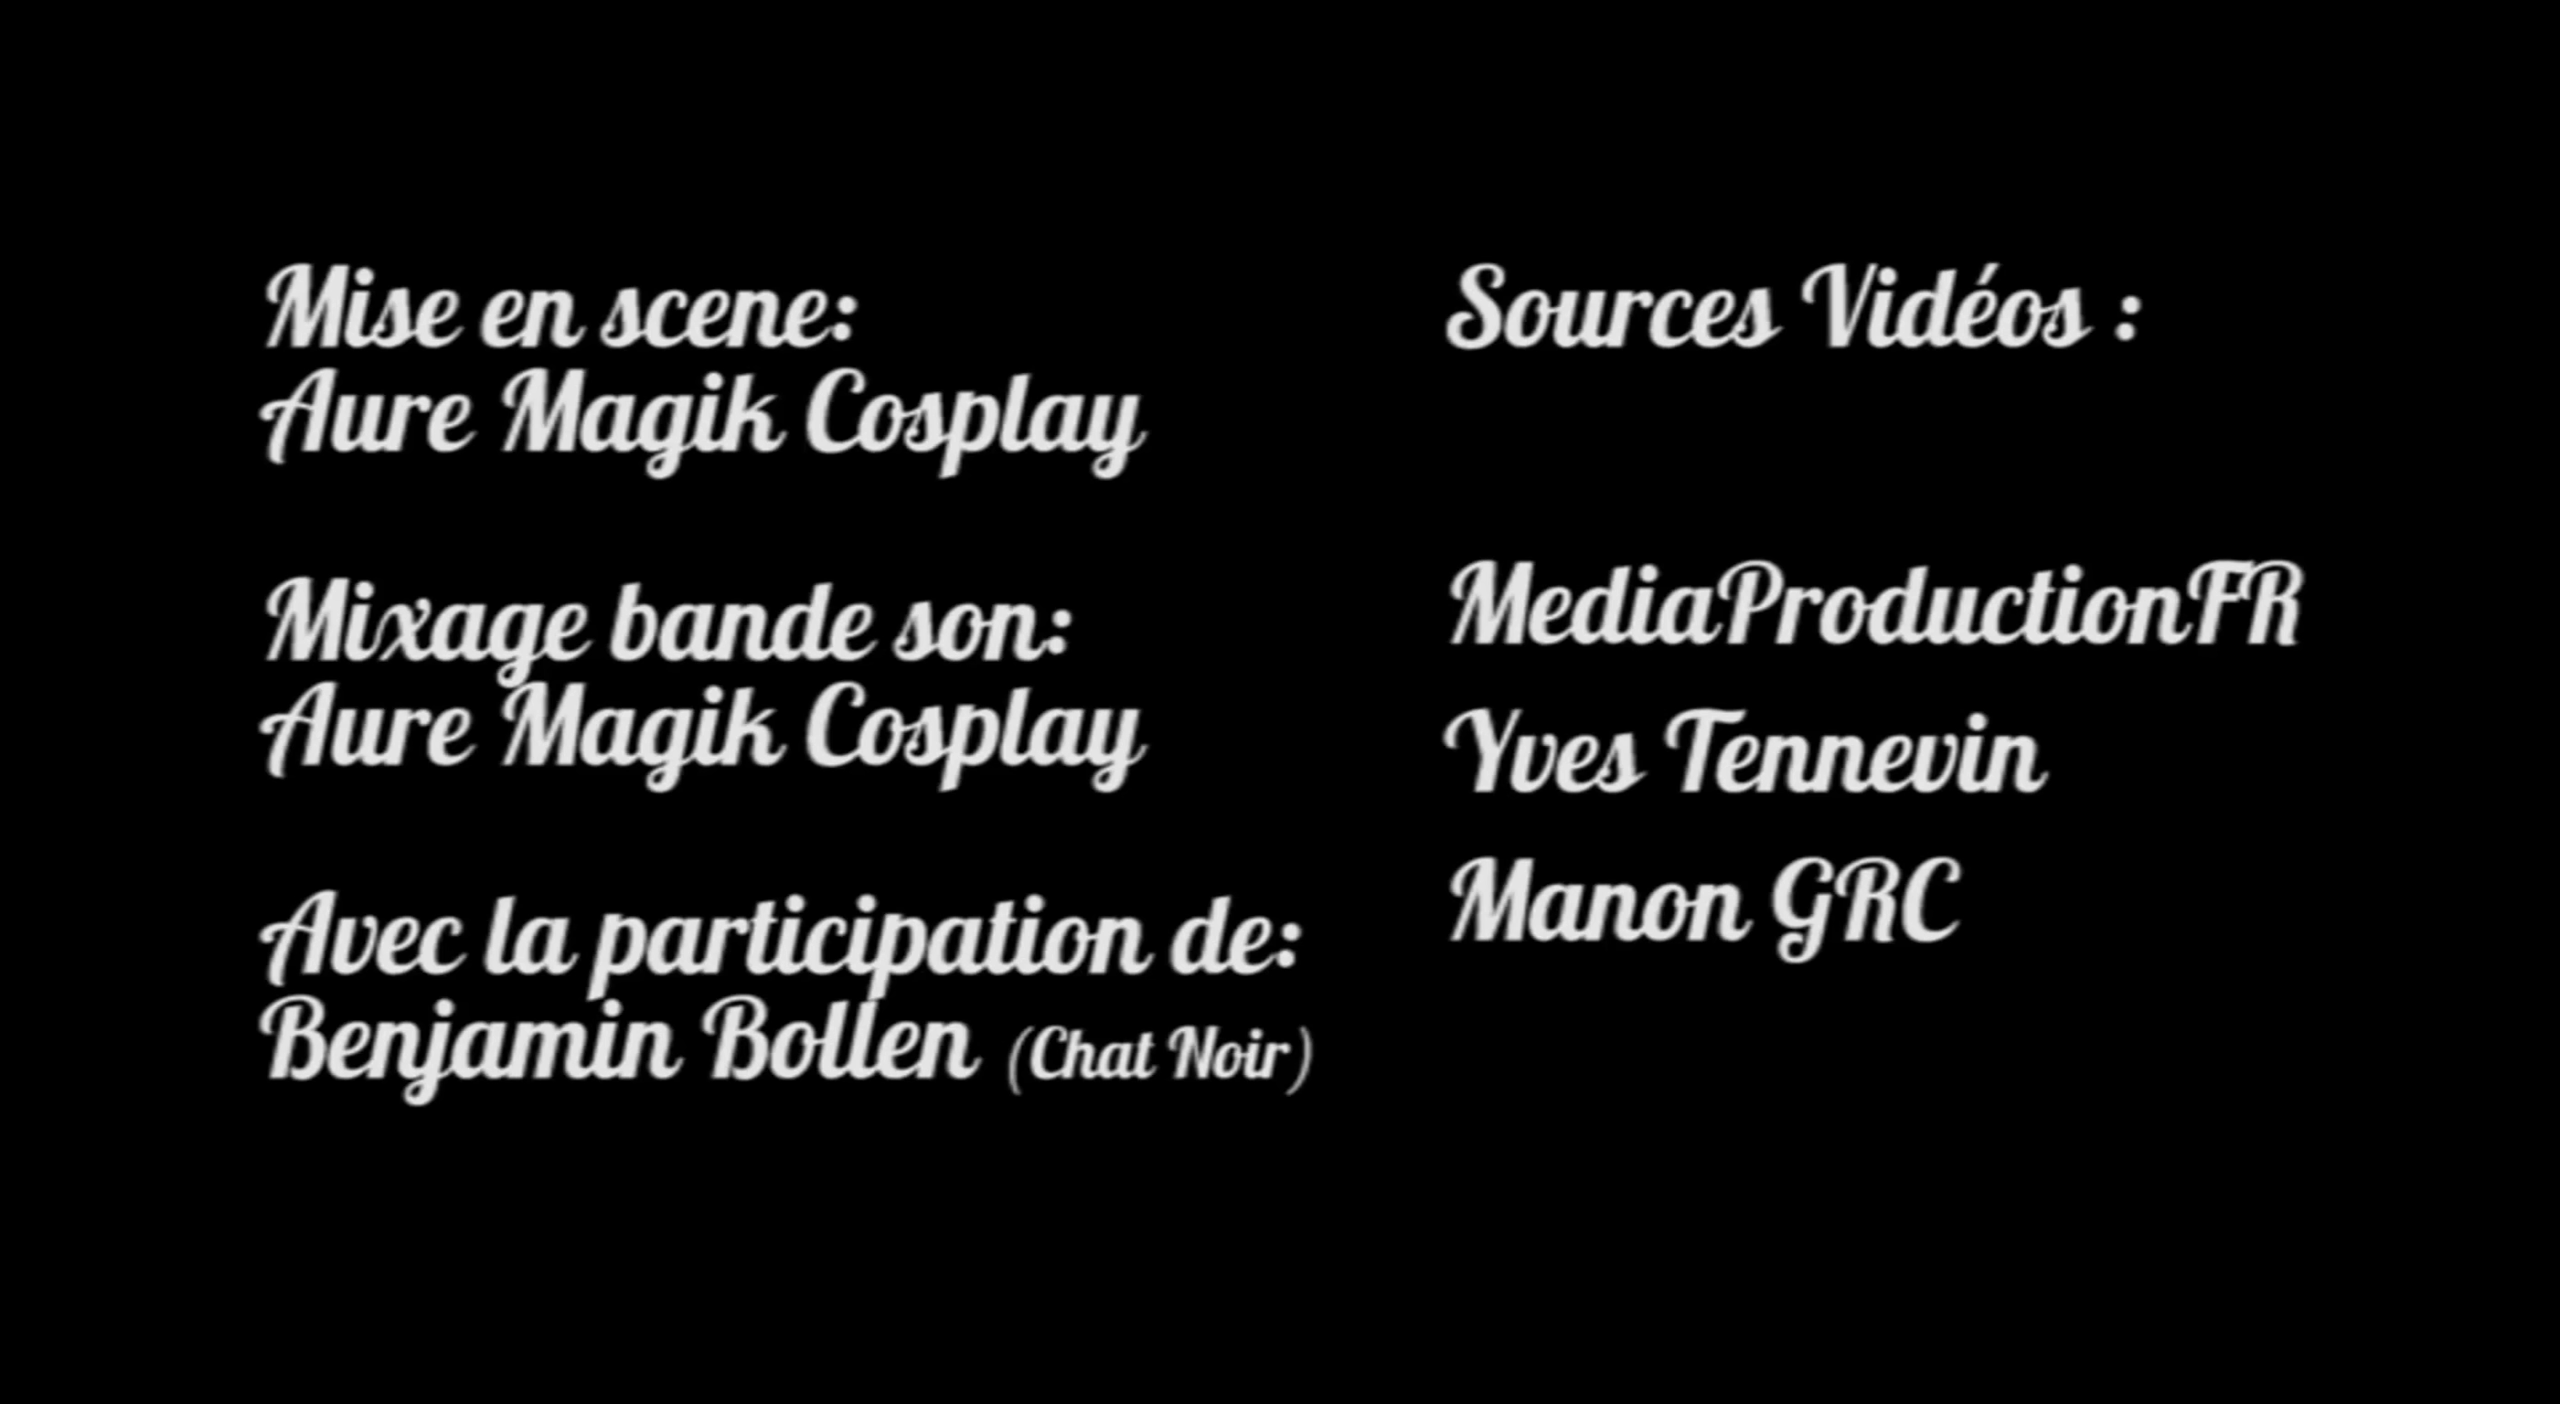 Mise en scene:
Aure Magik Cosplay
Mixage bande son:
Aure Magik Cosplay
Avec la participation de:
Benjamin Bollen (Chat Noir)
Sources Vidéos :
MediaProductionFR
Yves Tennevin
Manon GRC